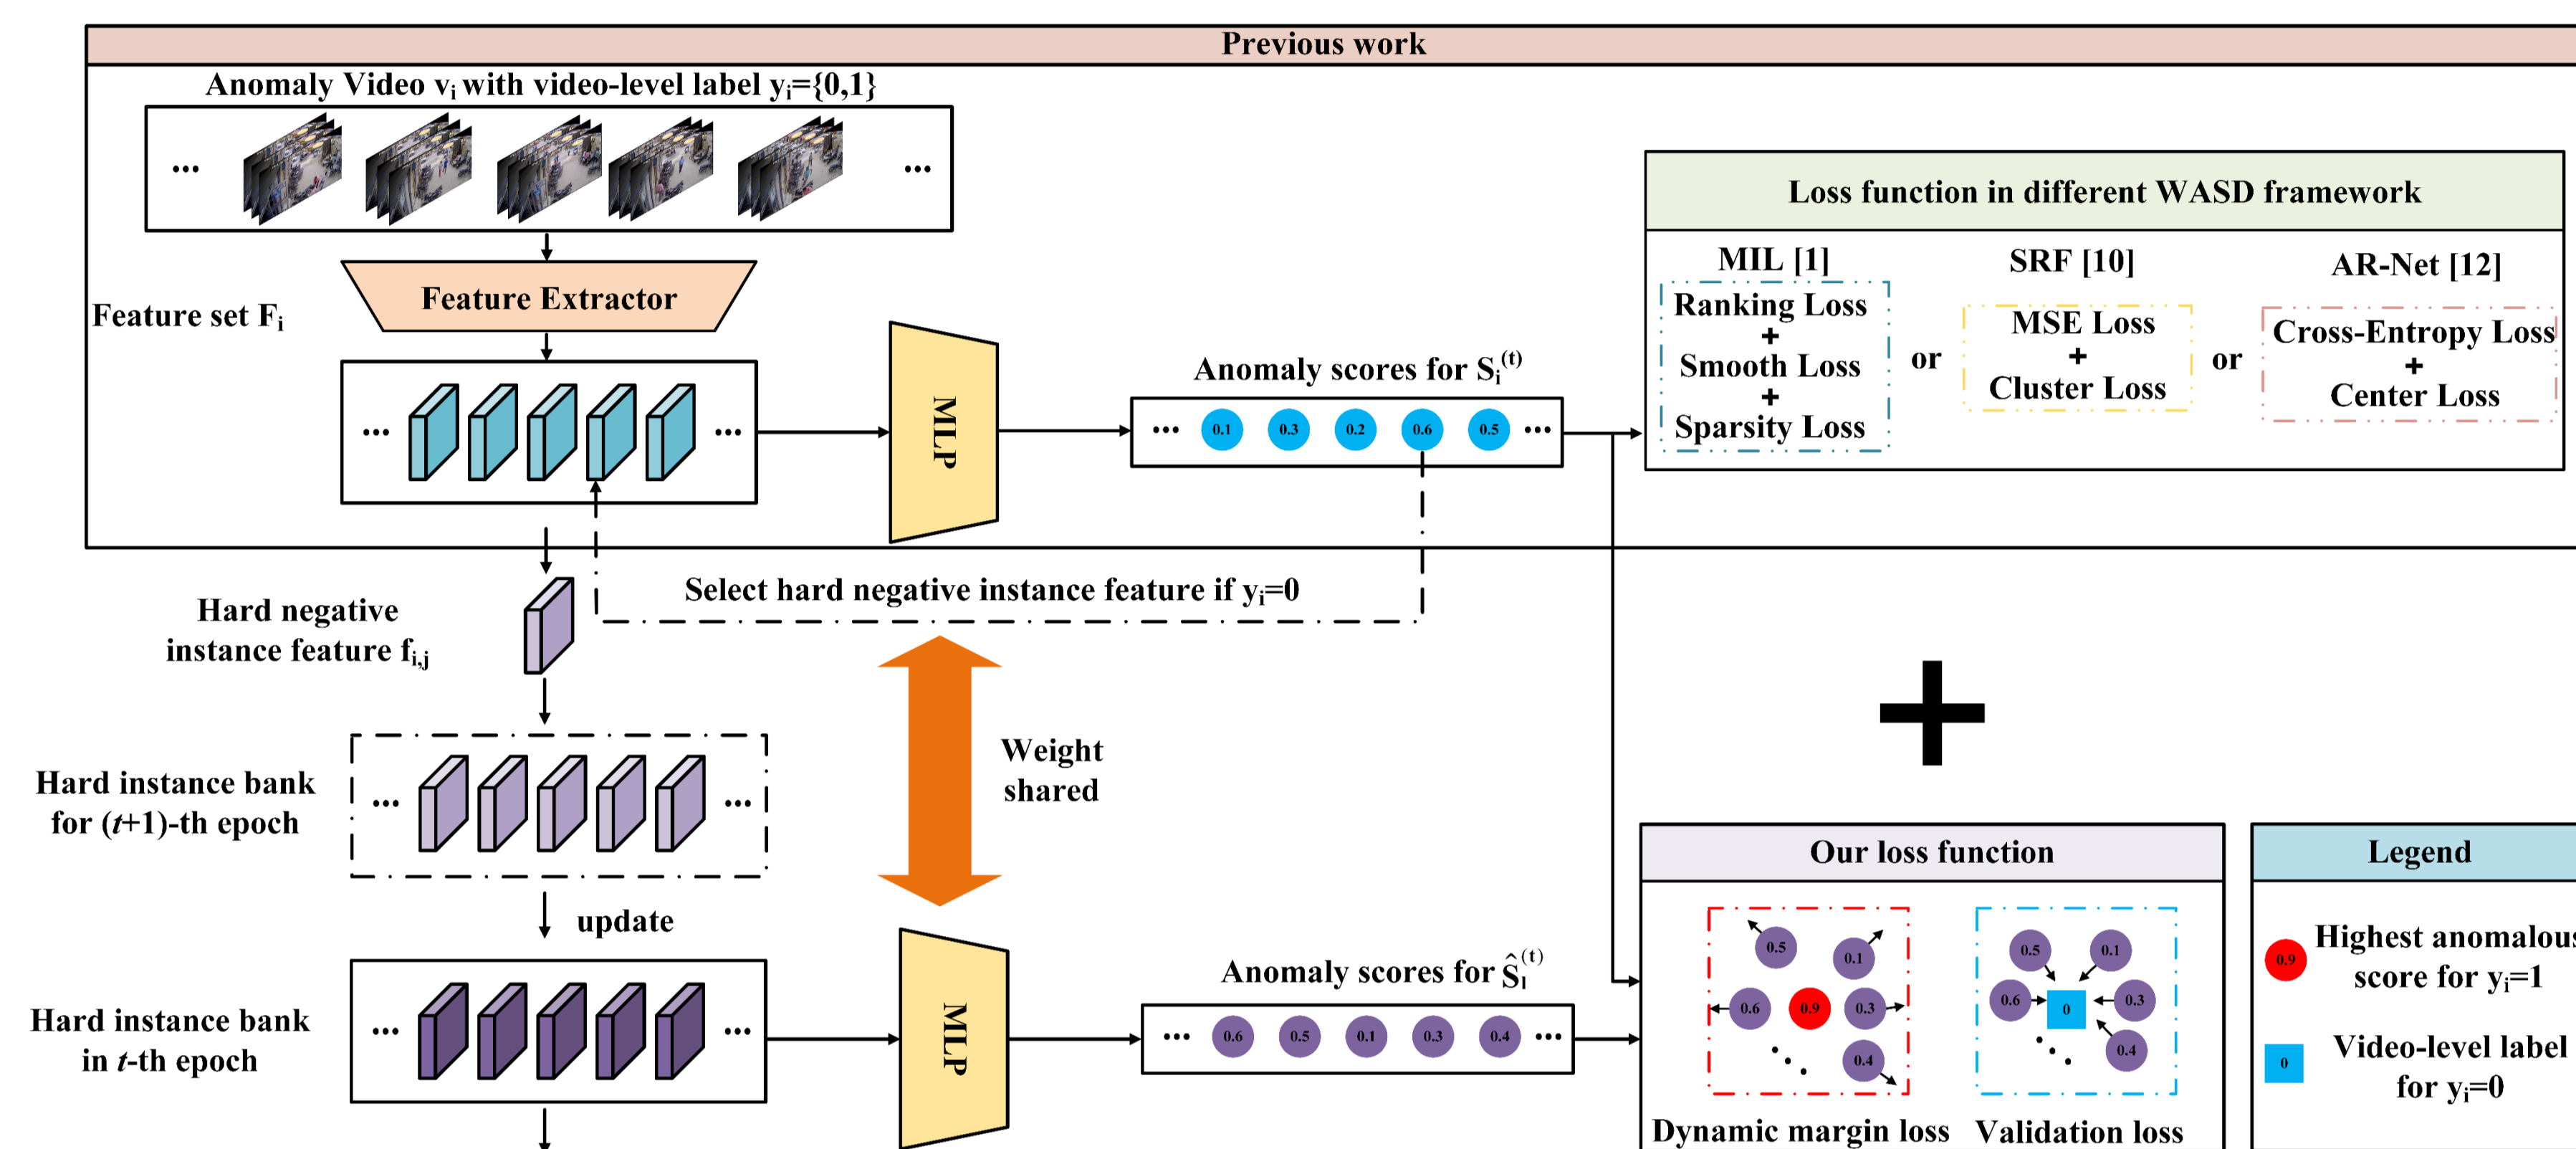 Previous work
Anomaly Video vi with video-level label yi={0,1}
... ...
Feature Extractor
Feature set Fi
... ...
MLP
Anomaly scores for Si(t)
... 0.1 0.3 0.2 0.6 0.5 ...
Loss function in different WASD framework
MIL [1]
Ranking Loss
+
Smooth Loss
+
Sparsity Loss
or
SRF [10]
MSE Loss
+
Cluster Loss
or
AR-Net [12]
Cross-Entropy Loss
+
Center Loss
Select hard negative instance feature if yi=0
Hard negative
instance feature fi,j
Weight
shared
Hard instance bank
for (t+1)-th epoch
... ...
update
Hard instance bank
in t-th epoch
... ...
MLP
Anomaly scores for Ŝi(t)
... 0.6 0.5 0.1 0.3 0.4 ...
+
Our loss function
0.5
0.1
0.6 0.9 0.3
0.4
Dynamic margin loss
0.5 0.1
0.6 0 0.3
0.4
Validation loss
Legend
0.9
Highest anomalous
score for yi=1
0
Video-level label
for yi=0